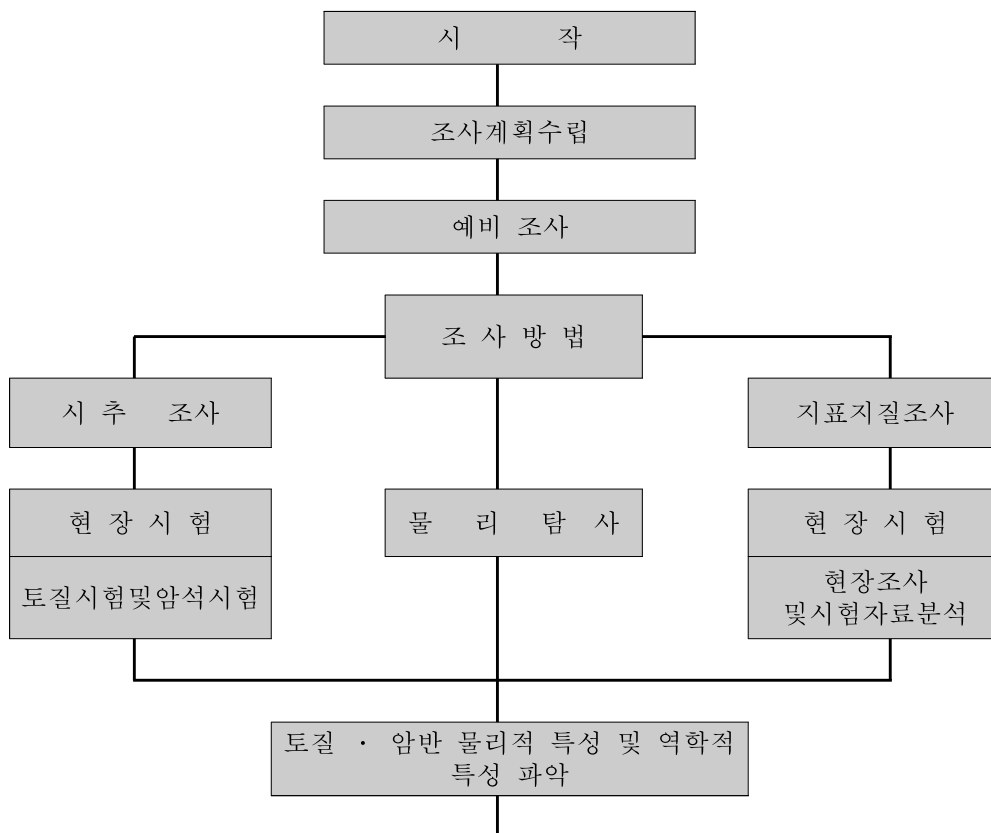 시 작
조사계획수립
예비 조사
조 사 방 법
시 추 조사
지표지질조사
현 장 시 험
물 리 탐 사
현 장 시 험
토질시험및암석시험
현장조사
및시험자료분석
토질 · 암반 물리적 특성 및 역학적
특성 파악